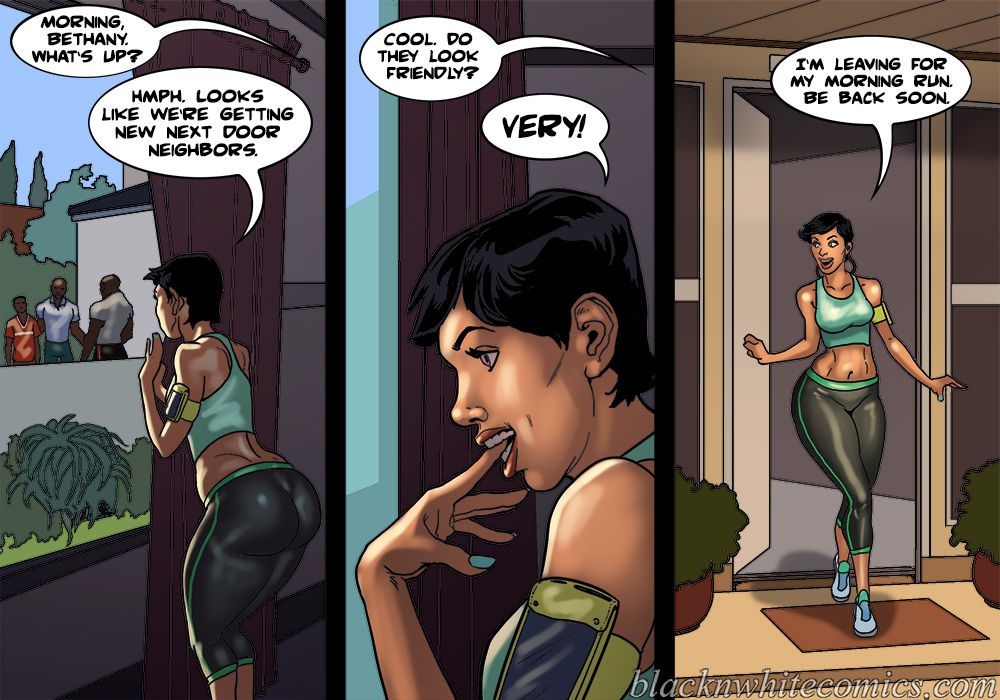 MORNING,
BETHANY.
WHAT'S UP?
HMPH. LOOKS
LIKE WE'RE GETTING
NEW NEXT DOOR
NEIGHBORS.
COOL. DO
THEY LOOK
FRIENDLY?
VERY!
I'M LEAVING FOR
MY MORNING RUN.
BE BACK SOON.
blacknwhitecomics.com